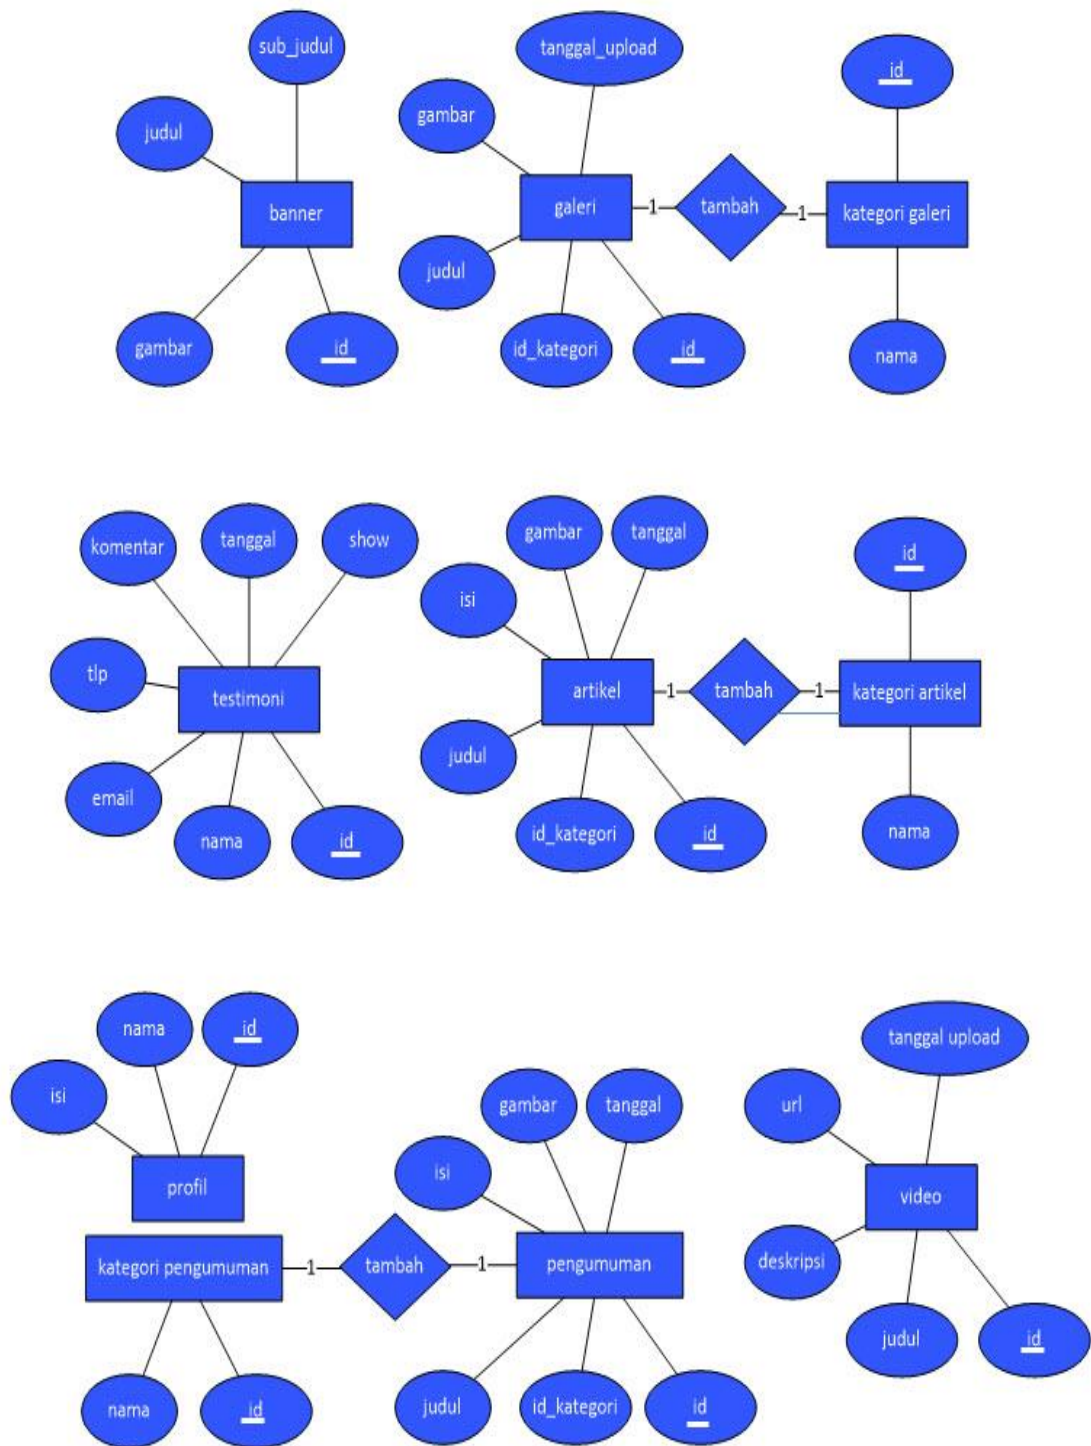 sub_judul
tanggal_upload
id
gambar
judul
banner
galeri
1
tambah
1
kategori galeri
judul
gambar
id
id_kategori
id
nama
komentar
tanggal
show
gambar
tanggal
id
isi
tlp
testimoni
artikel
1
tambah
1
kategori artikel
judul
email
nama
id
id_kategori
id
nama
nama
id
tanggal upload
isi
gambar
tanggal
url
isi
profil
video
kategori pengumuman
1
tambah
1
pengumuman
deskripsi
judul
id
nama
id
judul
id_kategori
id